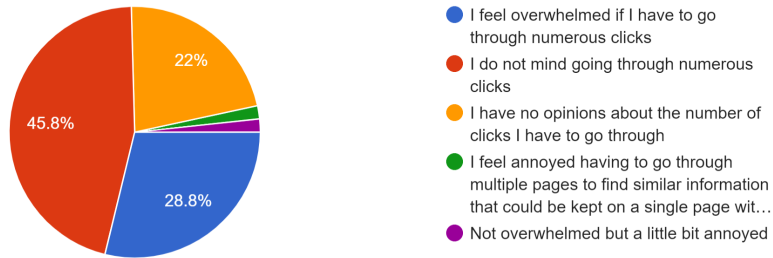 22%
45.8%
28.8%
I feel overwhelmed if I have to go
through numerous clicks
I do not mind going through numerous
clicks
I have no opinions about the number of
clicks I have to go through
I feel annoyed having to go through
multiple pages to find similar information
that could be kept on a single page wit…
Not overwhelmed but a little bit annoyed